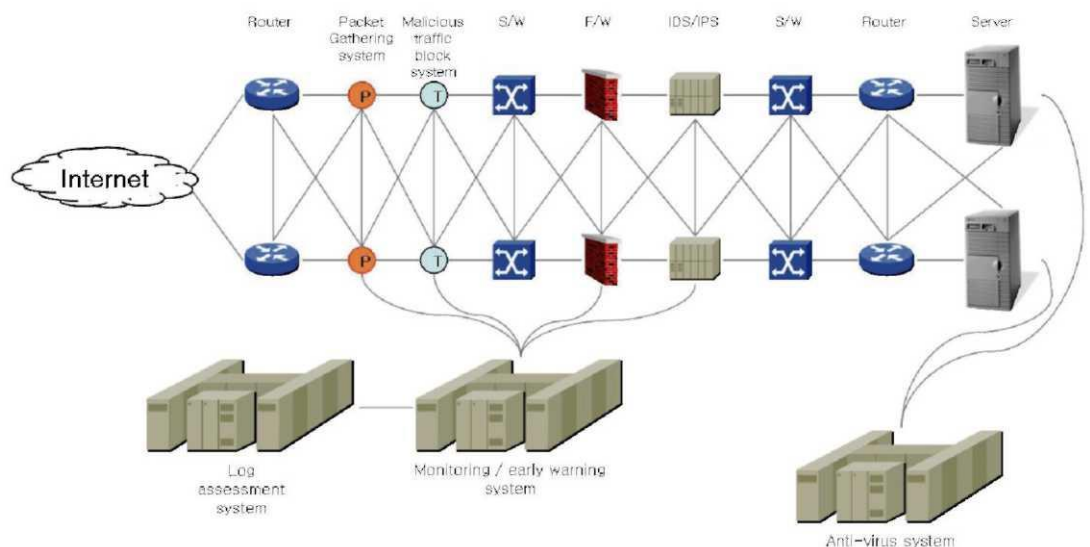 Router
Packet
Gathering
system
Malicious
traffic
block
system
S/W
F/W
IDS/IPS
S/W
Router
Server
P
T
Internet
P
T
Log
assessment
system
Monitoring / early warning
system
Anti-virus system